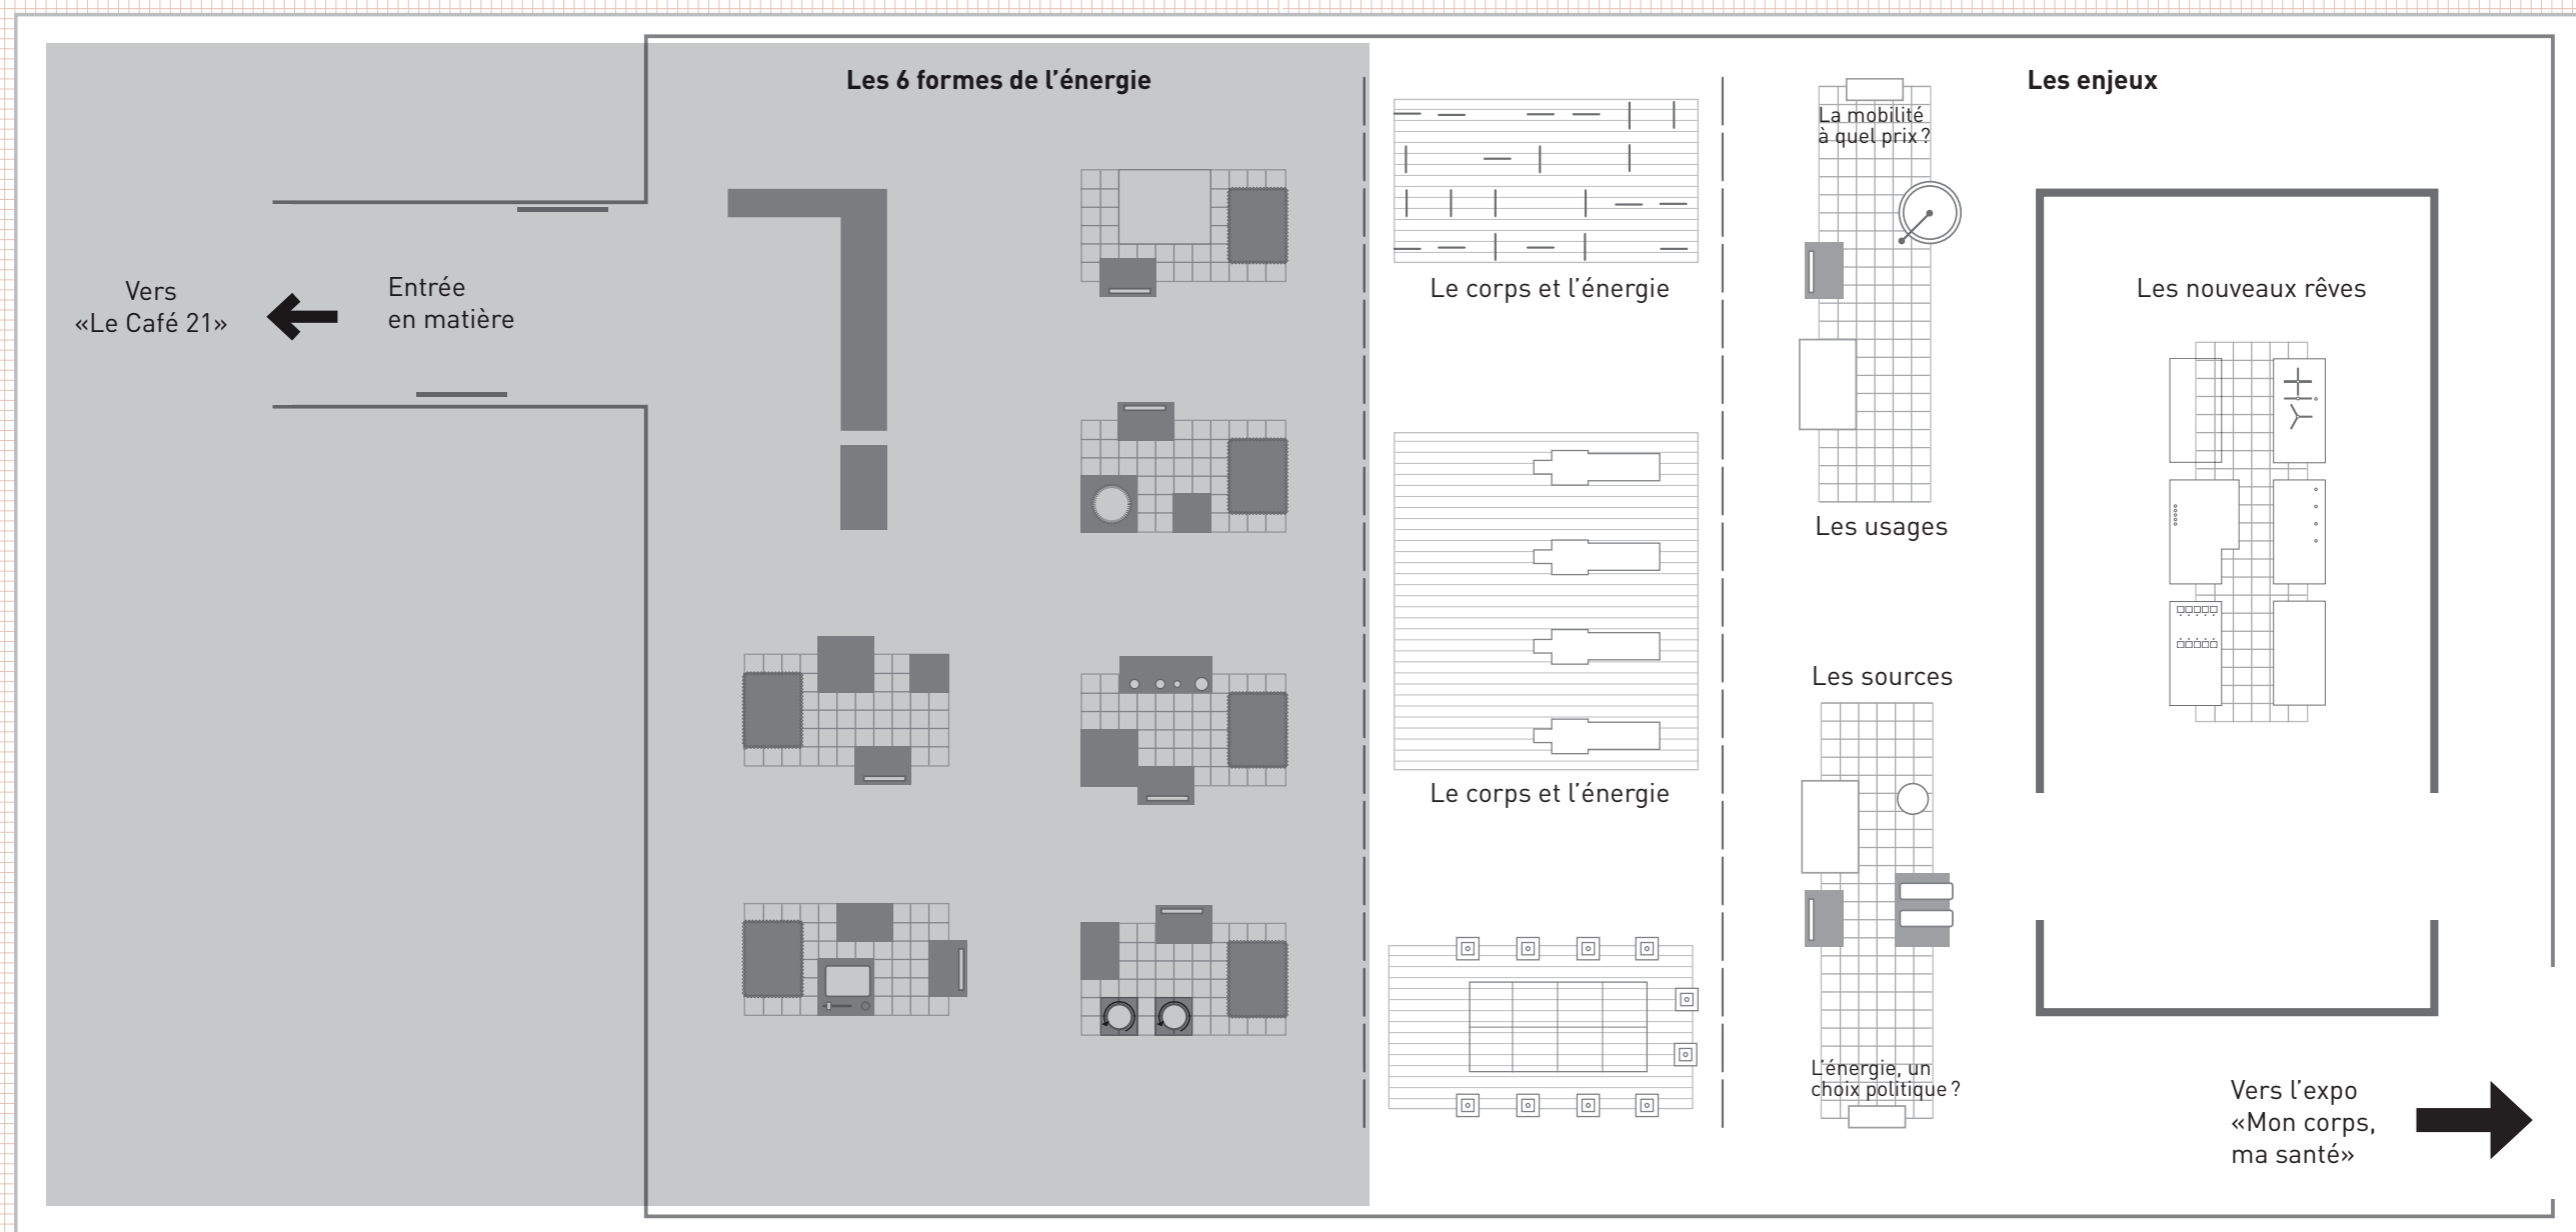 Les 6 formes de l’énergie
Vers
«Le Café 21»
Entrée
en matière
Le corps et l’énergie
Le corps et l’énergie
Les enjeux
La mobilité
à quel prix ?
Les usages
Les sources
L’énergie, un
choix politique ?
Les nouveaux rêves
Vers l’expo
«Mon corps,
ma santé»